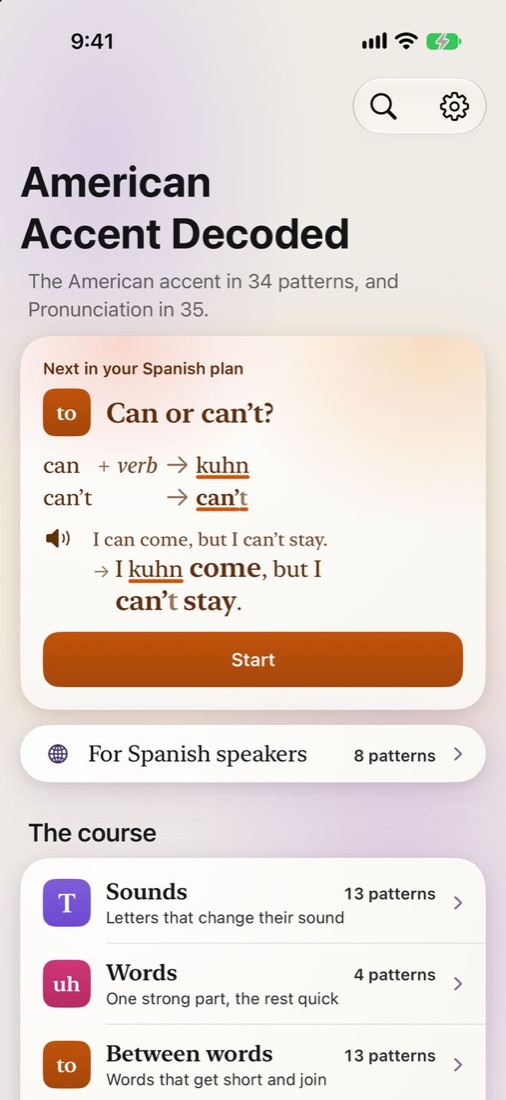 9:41
American
Accent Decoded
The American accent in 34 patterns, and
Pronunciation in 35.
Next in your Spanish plan
to Can or can't?
can + verb → kuhn
can't → can't
I can come, but I can't stay.
→ I kuhn come, but I
can't stay.
Start
For Spanish speakers 8 patterns
The course
T Sounds 13 patterns
Letters that change their sound
uh Words 4 patterns
One strong part, the rest quick
to Between words 13 patterns
Words that get short and join